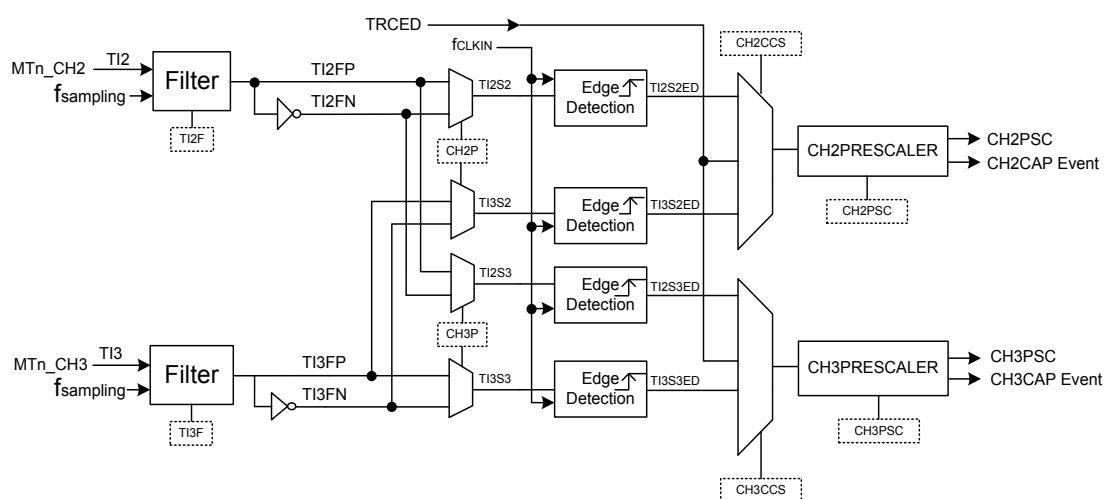 TRCED
fCLKIN
CH2CCS
MTn_CH2
TI2
fsampling
Filter
TI2F
TI2FP
TI2FN
CH2P
TI2S2
Edge
Detection
TI2S2ED
CH2PRESCALER
CH2PSC
CH2CAP Event
CH2PSC
TI3S2
Edge
Detection
TI3S2ED
TI2S3
Edge
Detection
TI2S3ED
CH3P
MTn_CH3
TI3
fsampling
Filter
TI3F
TI3FP
TI3FN
TI3S3
Edge
Detection
TI3S3ED
CH3PRESCALER
CH3PSC
CH3CAP Event
CH3PSC
CH3CCS